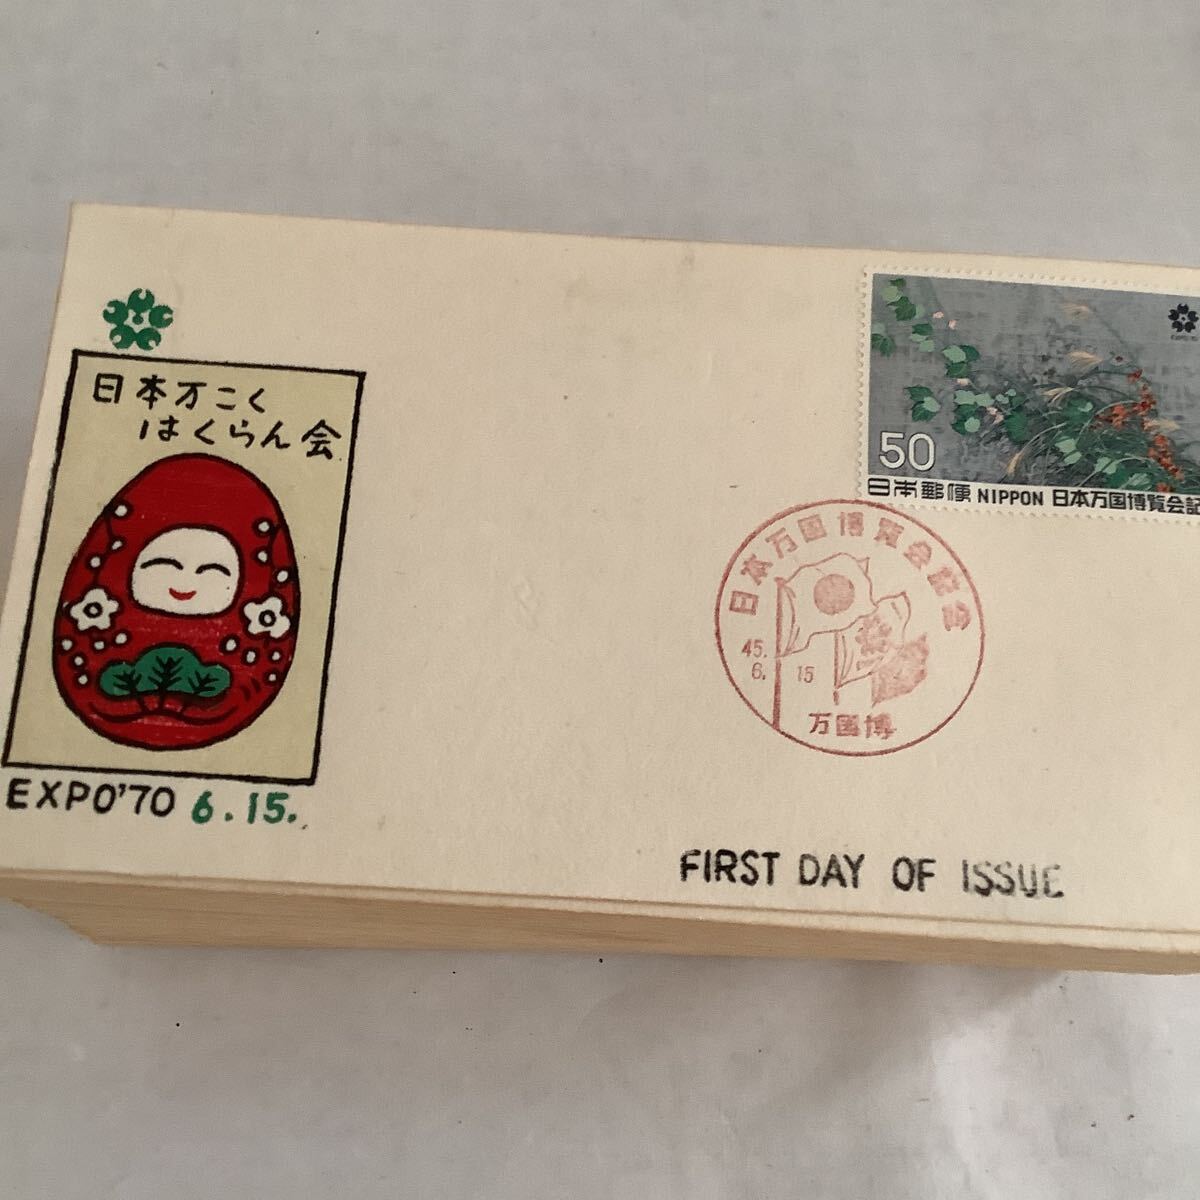 日本万こく
はくらん会
EXPO'70 6.15.
50
日本郵便 NIPPON 日本万国博覧会記
EXPO'70
日本万国博覧会記念
45.
6. 15
万国博
FIRST DAY OF ISSUE